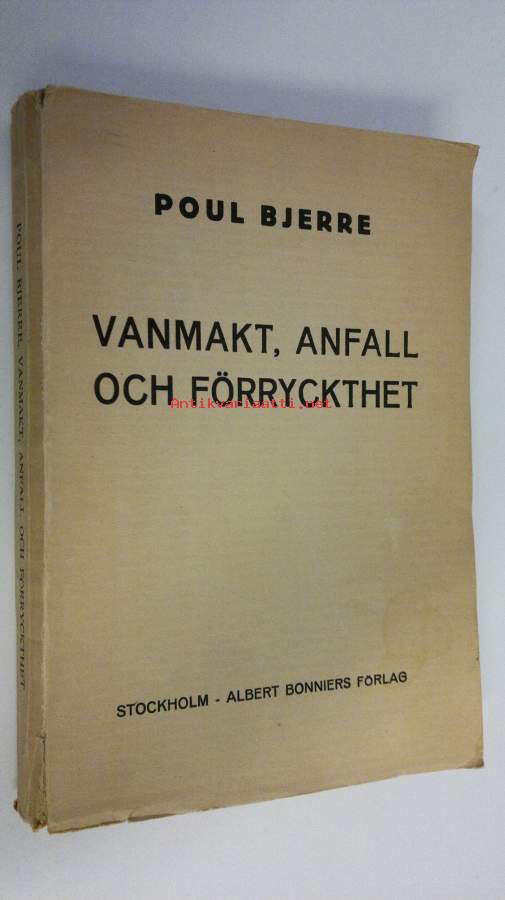 POUL BJERRE
VANMAKT, ANFALL
OCH FÖRRYCKTHET
Antikvariaatti.net
STOCKHOLM - ALBERT BONNIERS FÖRLAG
POUL BJERRE, VANMAKT, ANFALL OCH FÖRRYCKTHET